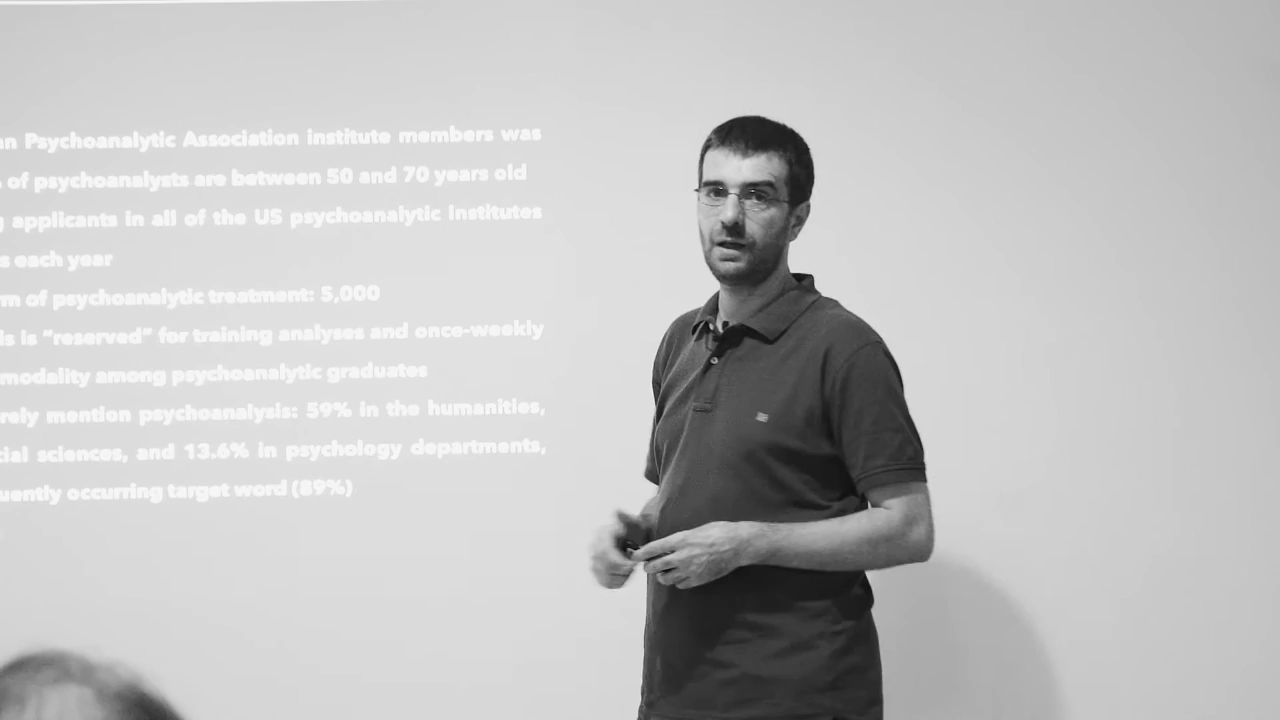 an Psychoanalytic Association institute members was
of psychoanalysts are between 50 and 70 years old
applicants in all of the US psychoanalytic institutes
s each year
rm of psychoanalytic treatment: 5,000
is is “reserved” for training analyses and once-weekly
modality among psychoanalytic graduates
rely mention psychoanalysis: 59% in the humanities,
cial sciences, and 13.6% in psychology departments,
uently occurring target word (89%)